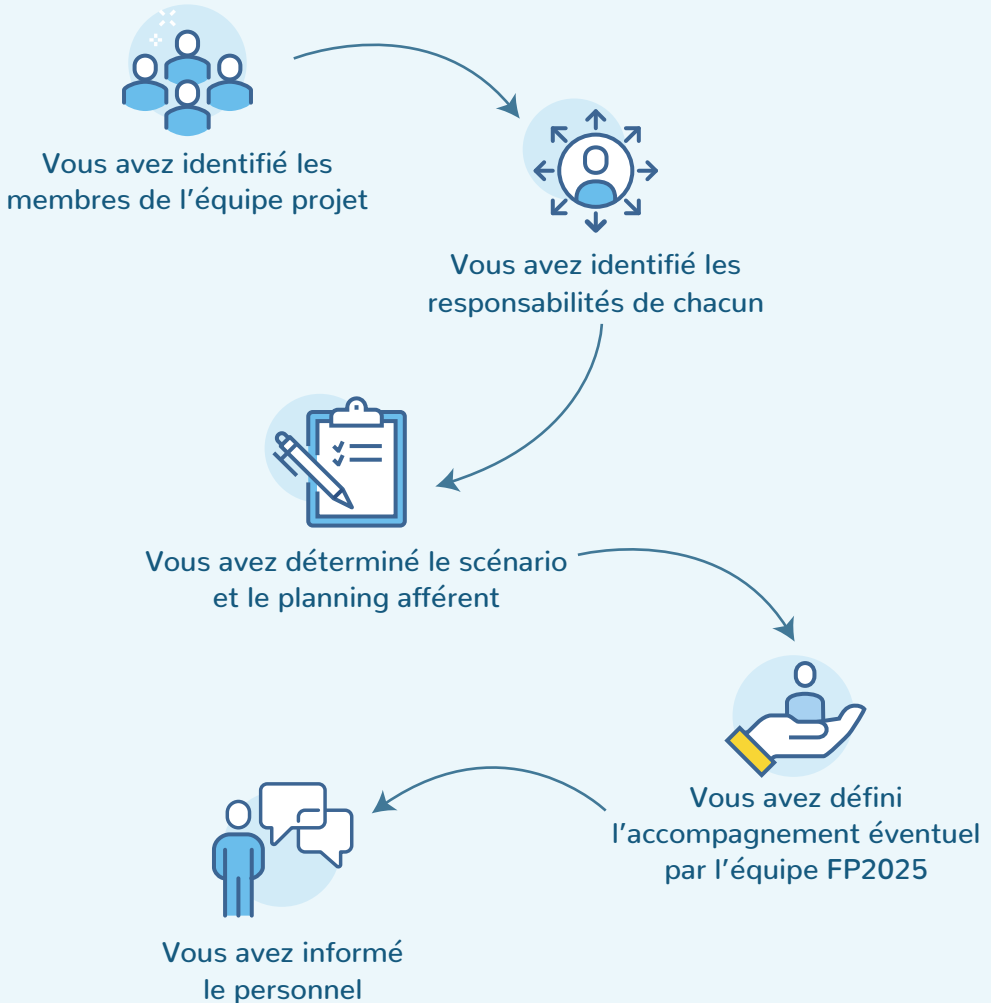 Vous avez identifié les
membres de l'équipe projet
Vous avez identifié les
responsabilités de chacun
Vous avez déterminé le scénario
et le planning afférent
Vous avez défini
l'accompagnement éventuel
par l'équipe FP2025
Vous avez informé
le personnel